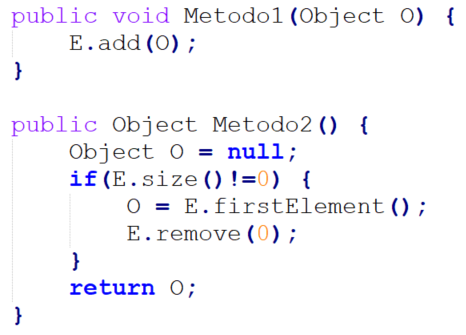 public void Metodo1(Object O) {
    E.add(O);
}

public Object Metodo2() {
    Object O = null;
    if(E.size()!=0) {
        O = E.firstElement();
        E.remove(0);
    }
    return O;
}